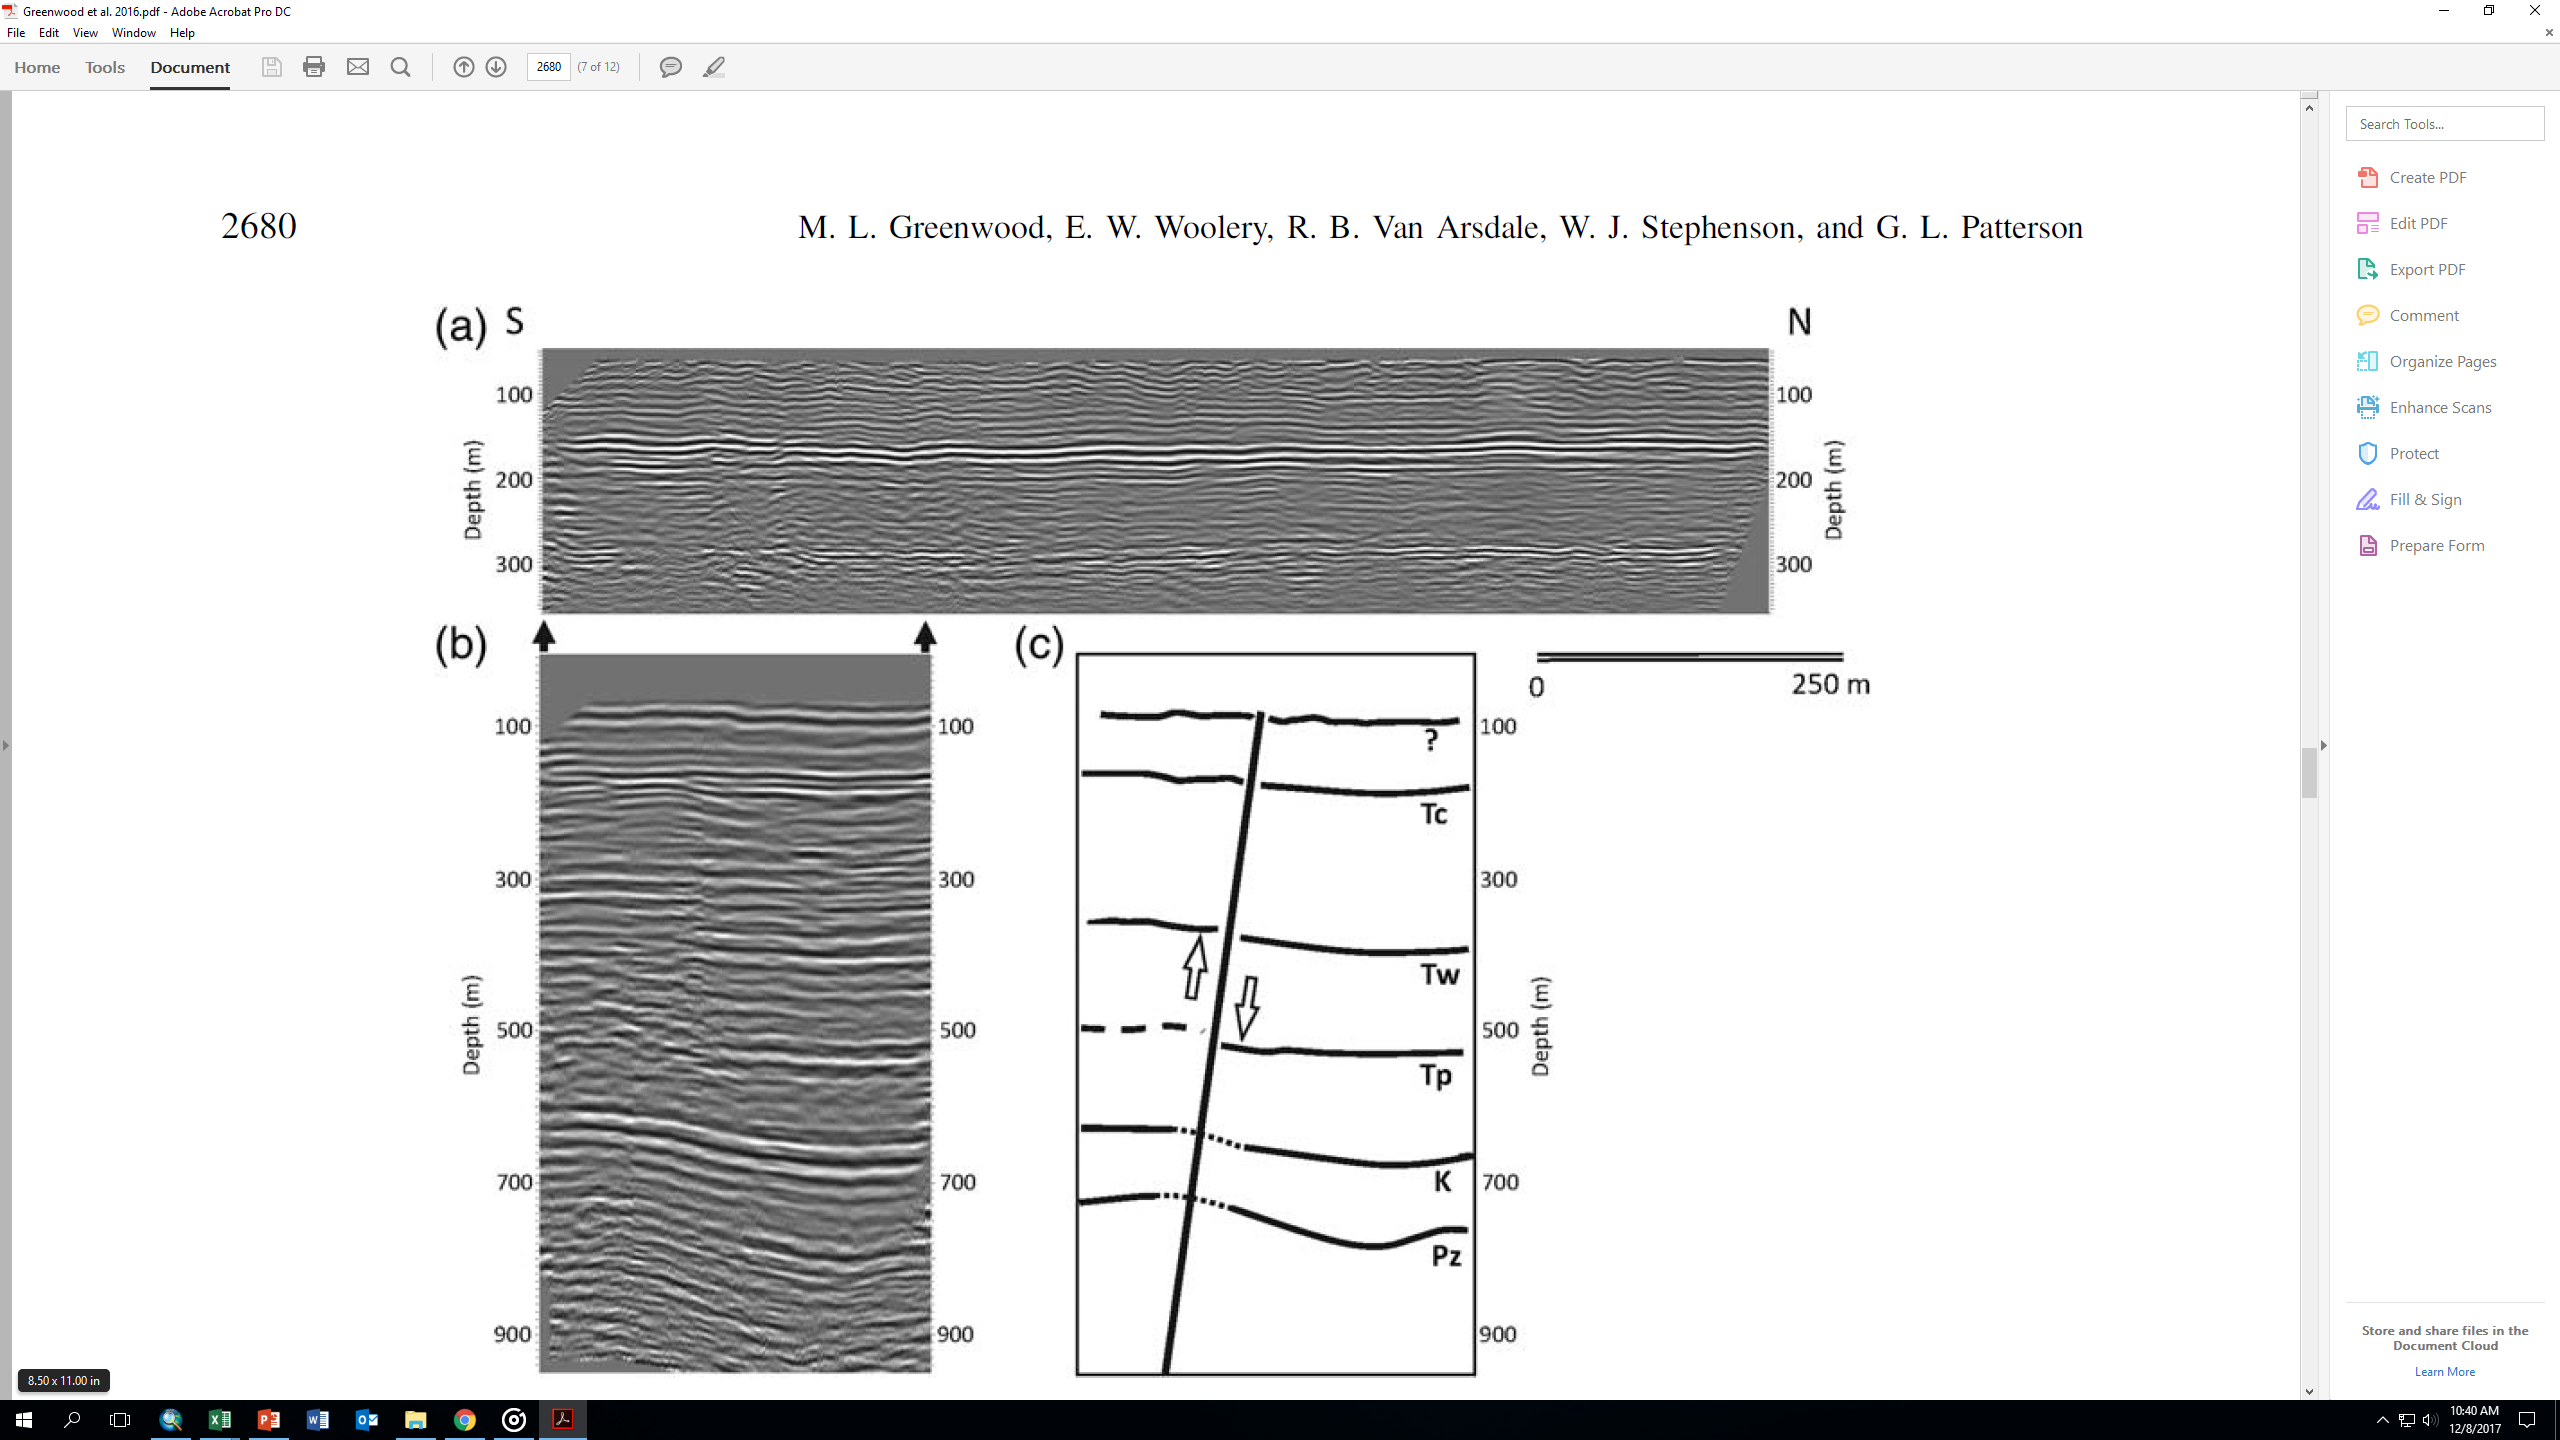 Greenwood et al. 2016.pdf - Adobe Acrobat Pro DC
File Edit View Window Help
Home Tools Document 2680 (7 of 12)
Search Tools...
Create PDF
Edit PDF
Export PDF
Comment
Organize Pages
Enhance Scans
Protect
Fill & Sign
Prepare Form
Store and share files in the
Document Cloud
Learn More
2680 M. L. Greenwood, E. W. Woolery, R. B. Van Arsdale, W. J. Stephenson, and G. L. Patterson
(a) S N
100 100
200 200
300 300
Depth (m) Depth (m)
(b) (c)
0 250 m
100 100 100
300 300 300
500 500 500
700 700 700
900 900 900
Depth (m) Depth (m)
?
Tc
Tw
Tp
K
Pz
8.50 x 11.00 in
10:40 AM
12/8/2017